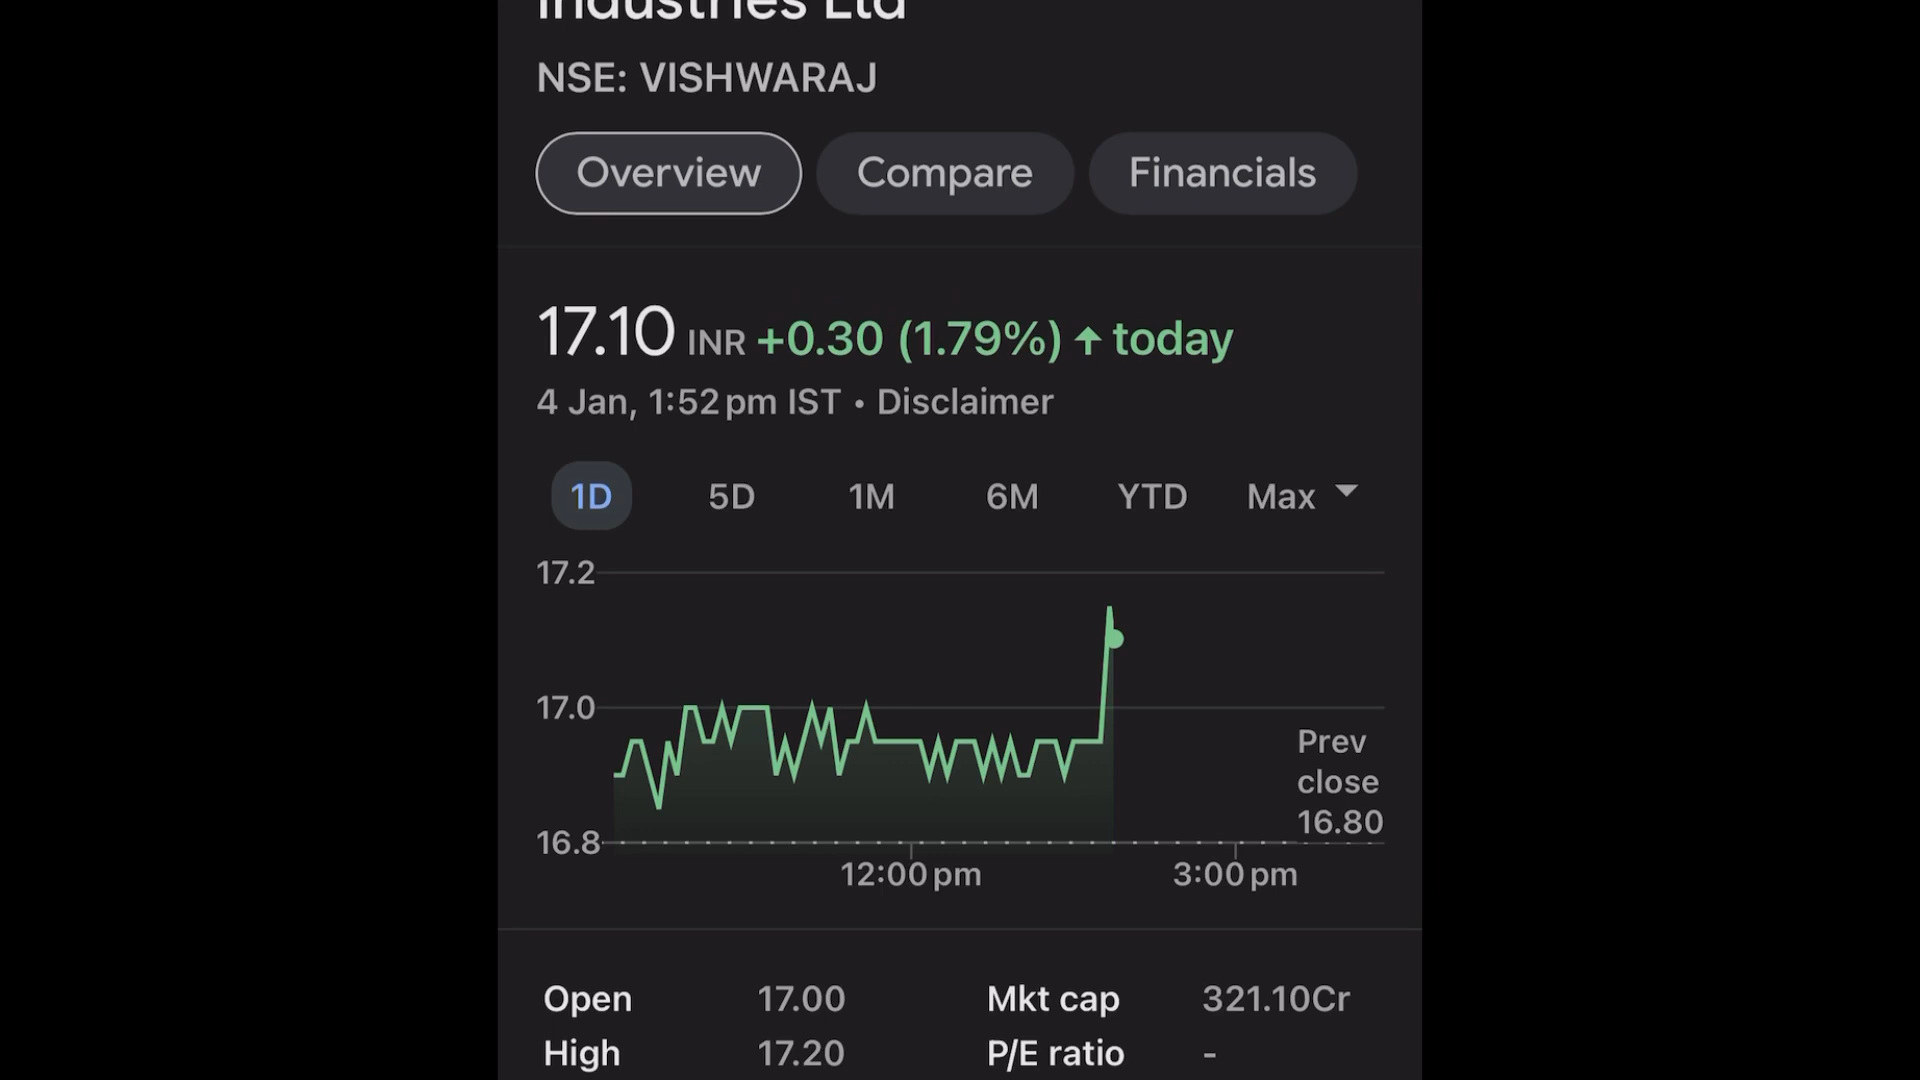 Industries Ltd
NSE: VISHWARAJ
Overview Compare Financials
17.10 INR +0.30 (1.79%) ↑ today
4 Jan, 1:52 pm IST • Disclaimer
1D 5D 1M 6M YTD Max
17.2
17.0
Prev
close
16.80
16.8
12:00 pm 3:00 pm
Open 17.00 Mkt cap 321.10Cr
High 17.20 P/E ratio -